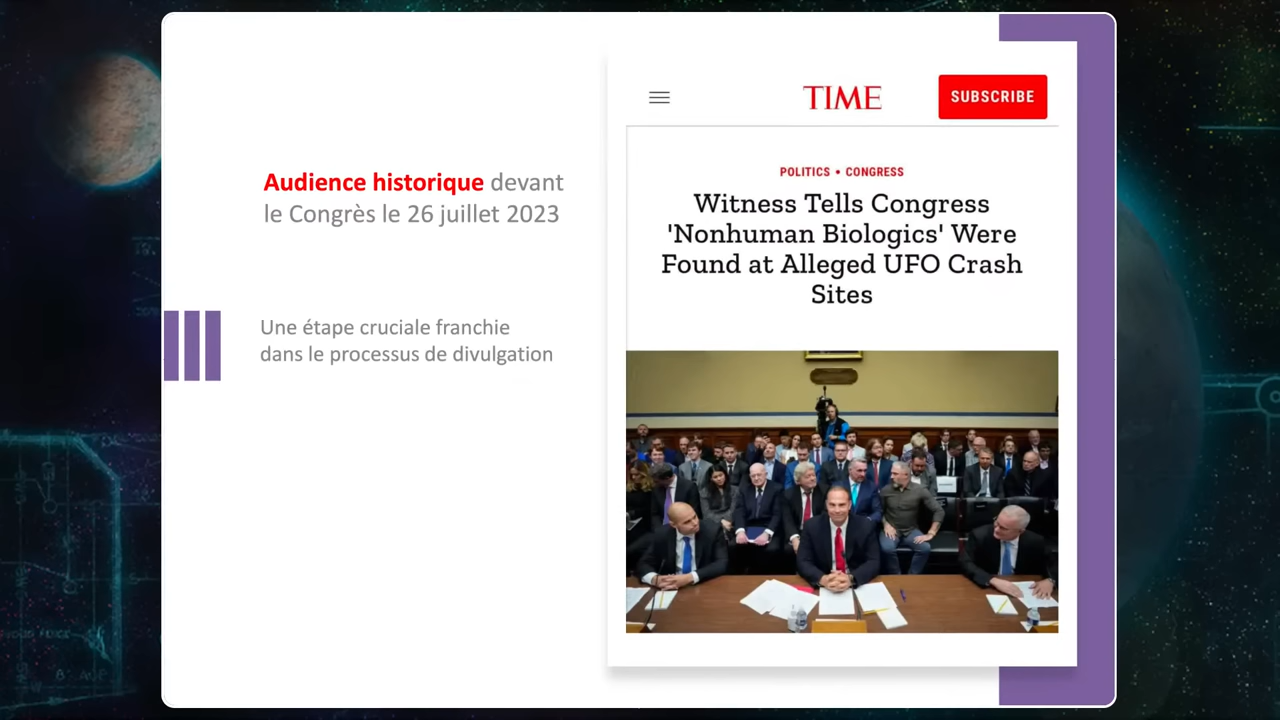 Audience historique devant
le Congrès le 26 juillet 2023
Une étape cruciale franchie
dans le processus de divulgation
TIME
SUBSCRIBE
POLITICS • CONGRESS
Witness Tells Congress
'Nonhuman Biologics' Were
Found at Alleged UFO Crash
Sites